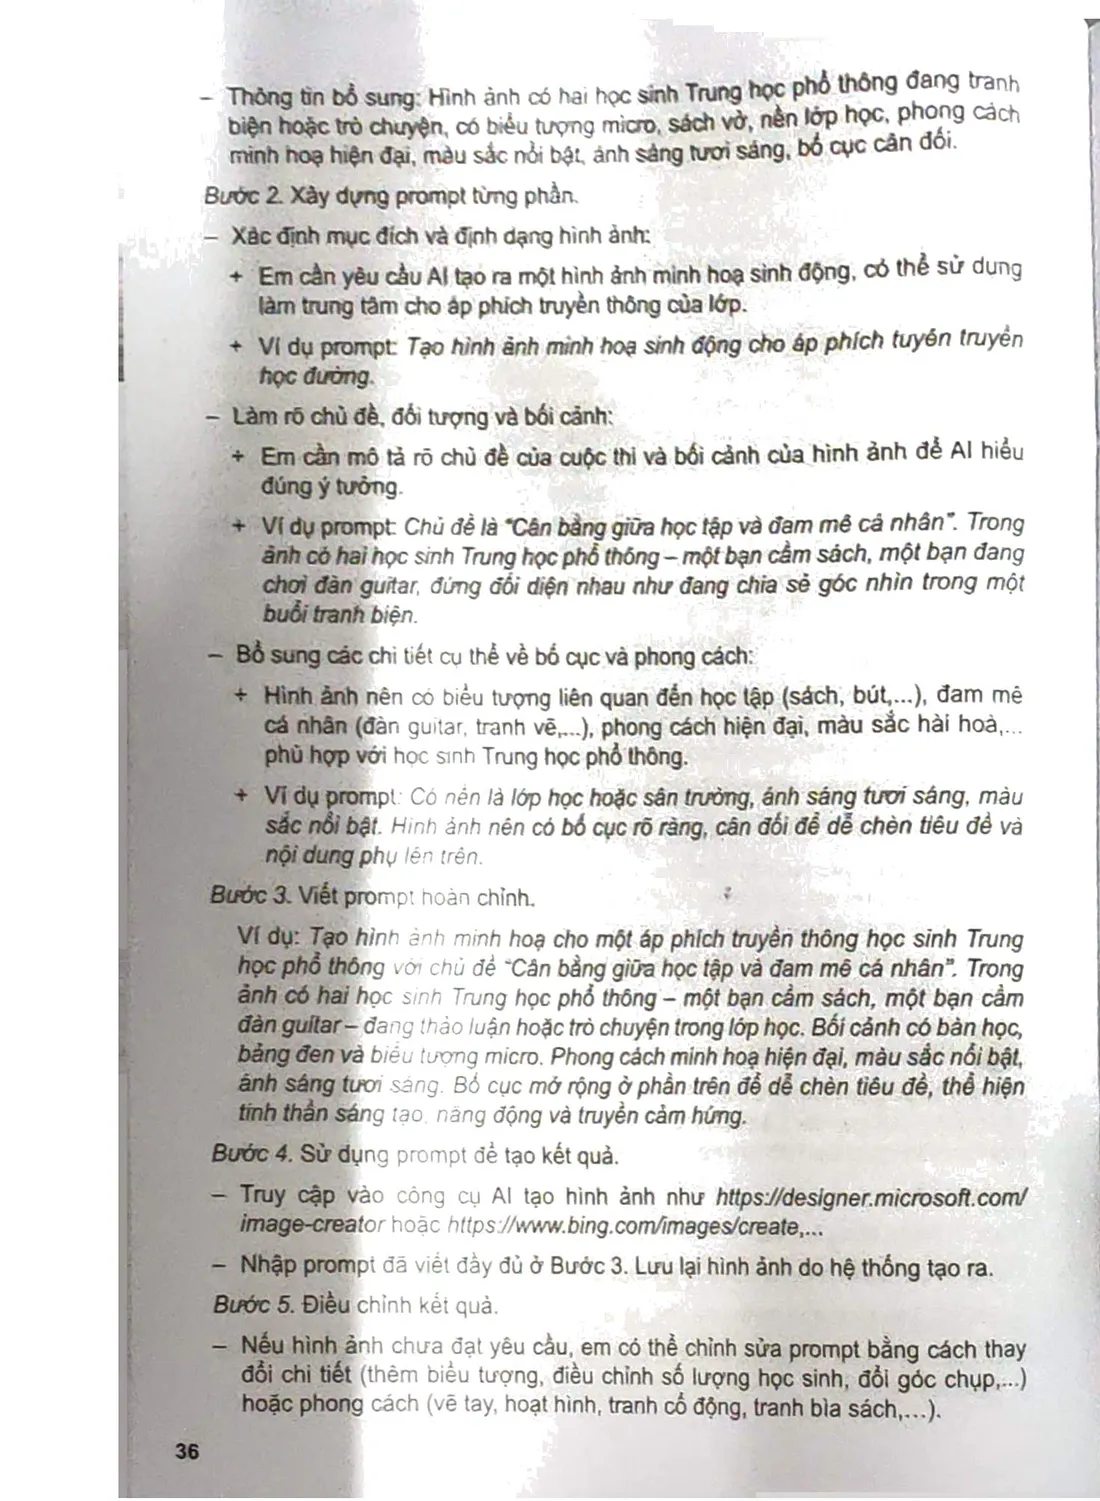 – Thông tin bổ sung: Hình ảnh có hai học sinh Trung học phổ thông đang tranh
biện hoặc trò chuyện, có biểu tượng micro, sách vở, nền lớp học, phong cách
minh hoạ hiện đại, màu sắc nổi bật, ánh sáng tươi sáng, bố cục cân đối.
Bước 2. Xây dựng prompt từng phần.
– Xác định mục đích và định dạng hình ảnh:
+ Em cần yêu cầu AI tạo ra một hình ảnh minh hoạ sinh động, có thể sử dụng
làm trung tâm cho áp phích truyền thông của lớp.
+ Ví dụ prompt: Tạo hình ảnh minh hoạ sinh động cho áp phích tuyên truyền
học đường.
– Làm rõ chủ đề, đối tượng và bối cảnh:
+ Em cần mô tả rõ chủ đề của cuộc thi và bối cảnh của hình ảnh để AI hiểu
đúng ý tưởng.
+ Ví dụ prompt: Chủ đề là “Cân bằng giữa học tập và đam mê cá nhân”. Trong
ảnh có hai học sinh Trung học phổ thông – một bạn cầm sách, một bạn đang
chơi đàn guitar, đứng đối diện nhau như đang chia sẻ góc nhìn trong một
buổi tranh biện.
– Bổ sung các chi tiết cụ thể về bố cục và phong cách:
+ Hình ảnh nên có biểu tượng liên quan đến học tập (sách, bút,...), đam mê
cá nhân (đàn guitar, tranh vẽ,...), phong cách hiện đại, màu sắc hài hoà,...
phù hợp với học sinh Trung học phổ thông.
+ Ví dụ prompt: Có nền là lớp học hoặc sân trường, ánh sáng tươi sáng, màu
sắc nổi bật. Hình ảnh nên có bố cục rõ ràng, cân đối để dễ chèn tiêu đề và
nội dung phụ lên trên.
Bước 3. Viết prompt hoàn chỉnh.
Ví dụ: Tạo hình ảnh minh hoạ cho một áp phích truyền thông học sinh Trung
học phổ thông với chủ đề “Cân bằng giữa học tập và đam mê cá nhân”. Trong
ảnh có hai học sinh Trung học phổ thông – một bạn cầm sách, một bạn cầm
đàn guitar – đang thảo luận hoặc trò chuyện trong lớp học. Bối cảnh có bàn học,
bảng đen và biểu tượng micro. Phong cách minh hoạ hiện đại, màu sắc nổi bật,
ánh sáng tươi sáng. Bố cục mở rộng ở phần trên để dễ chèn tiêu đề, thể hiện
tinh thần sáng tạo, năng động và truyền cảm hứng.
Bước 4. Sử dụng prompt để tạo kết quả.
– Truy cập vào công cụ AI tạo hình ảnh như https://designer.microsoft.com/
image-creator hoặc https://www.bing.com/images/create,...
– Nhập prompt đã viết đầy đủ ở Bước 3. Lưu lại hình ảnh do hệ thống tạo ra.
Bước 5. Điều chỉnh kết quả.
– Nếu hình ảnh chưa đạt yêu cầu, em có thể chỉnh sửa prompt bằng cách thay
đổi chi tiết (thêm biểu tượng, điều chỉnh số lượng học sinh, đổi góc chụp,...)
hoặc phong cách (vẽ tay, hoạt hình, tranh cổ động, tranh bìa sách,...).
36